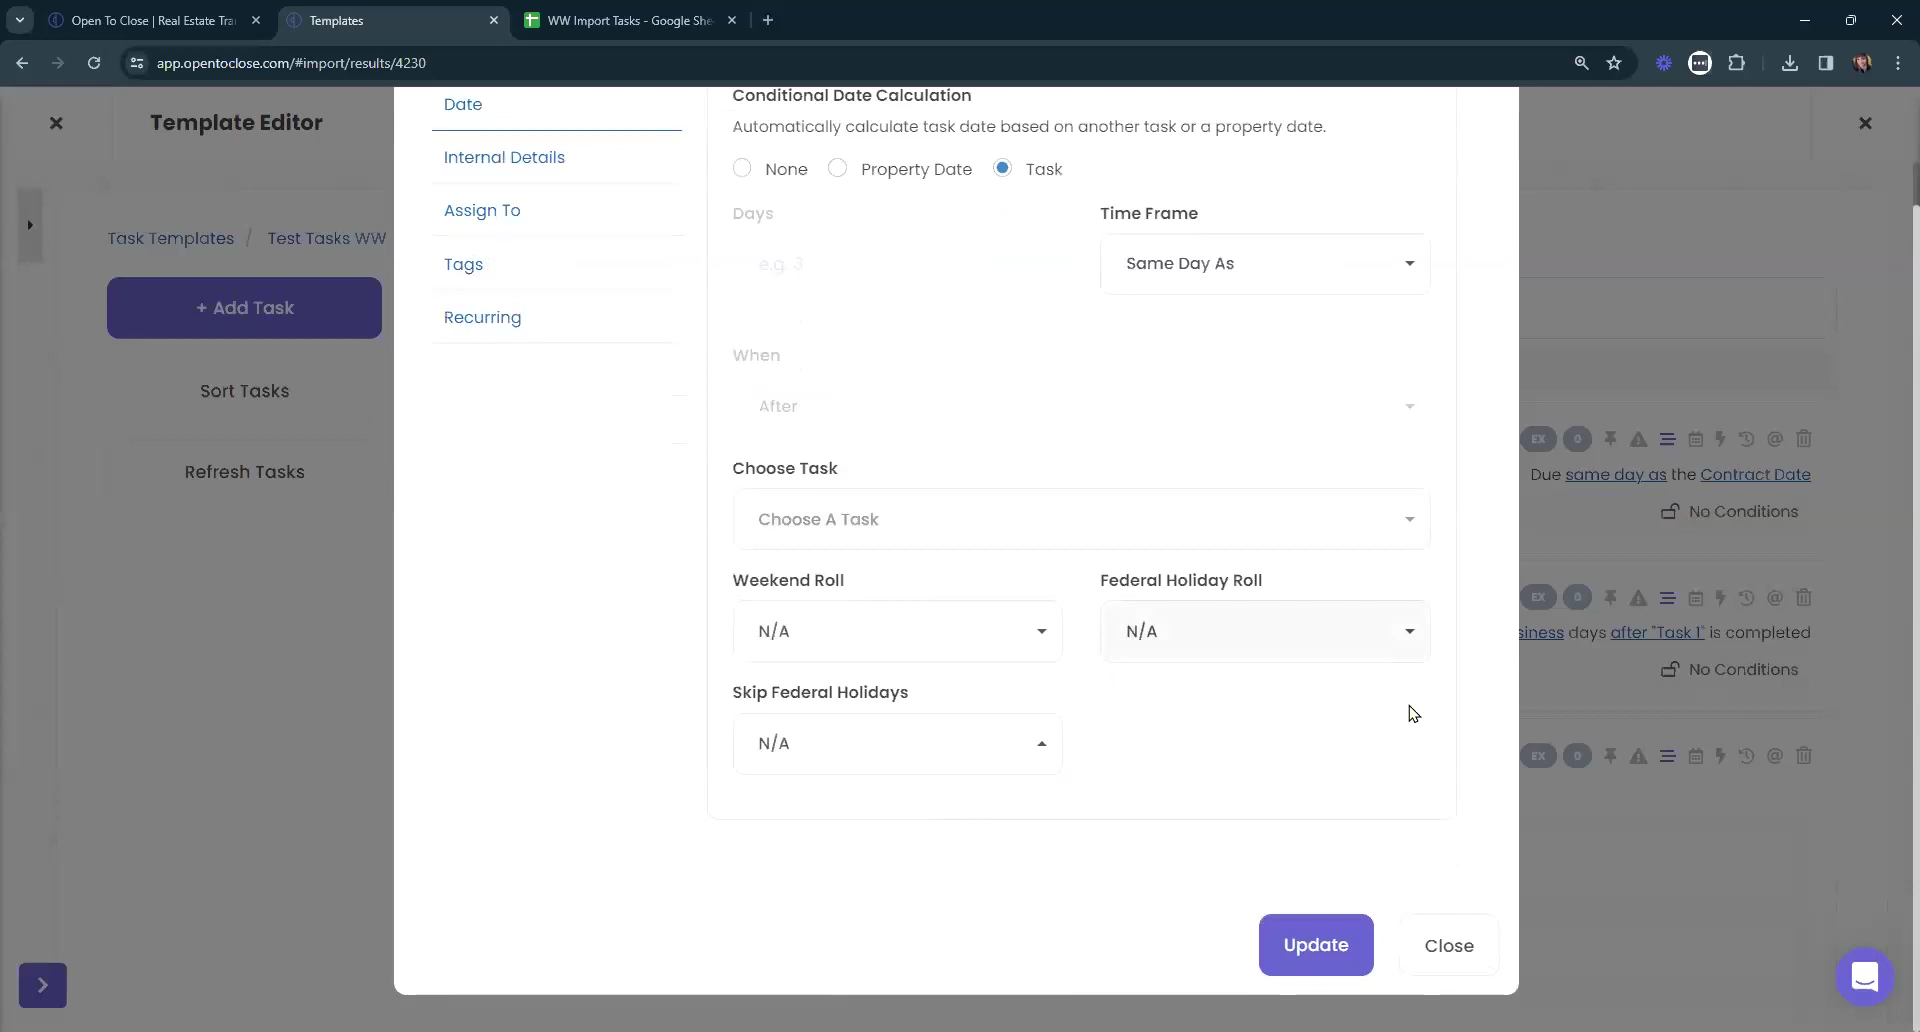 Open To Close | Real Estate Tra
Templates
WW Import Tasks - Google She
app.opentoclose.com/#import/results/4230
Template Editor
Task Templates / Test Tasks WW
+ Add Task
Sort Tasks
Refresh Tasks
Date
Internal Details
Assign To
Tags
Recurring
Conditional Date Calculation
Automatically calculate task date based on another task or a property date.
None
Property Date
Task
Days
e.g. 3
Time Frame
Same Day As
When
After
Choose Task
Choose A Task
Weekend Roll
N/A
Federal Holiday Roll
N/A
Skip Federal Holidays
N/A
Update
Close
EX 0 @
Due same day as the Contract Date
No Conditions
EX 0 @
siness days after "Task 1" is completed
No Conditions
EX 0 @